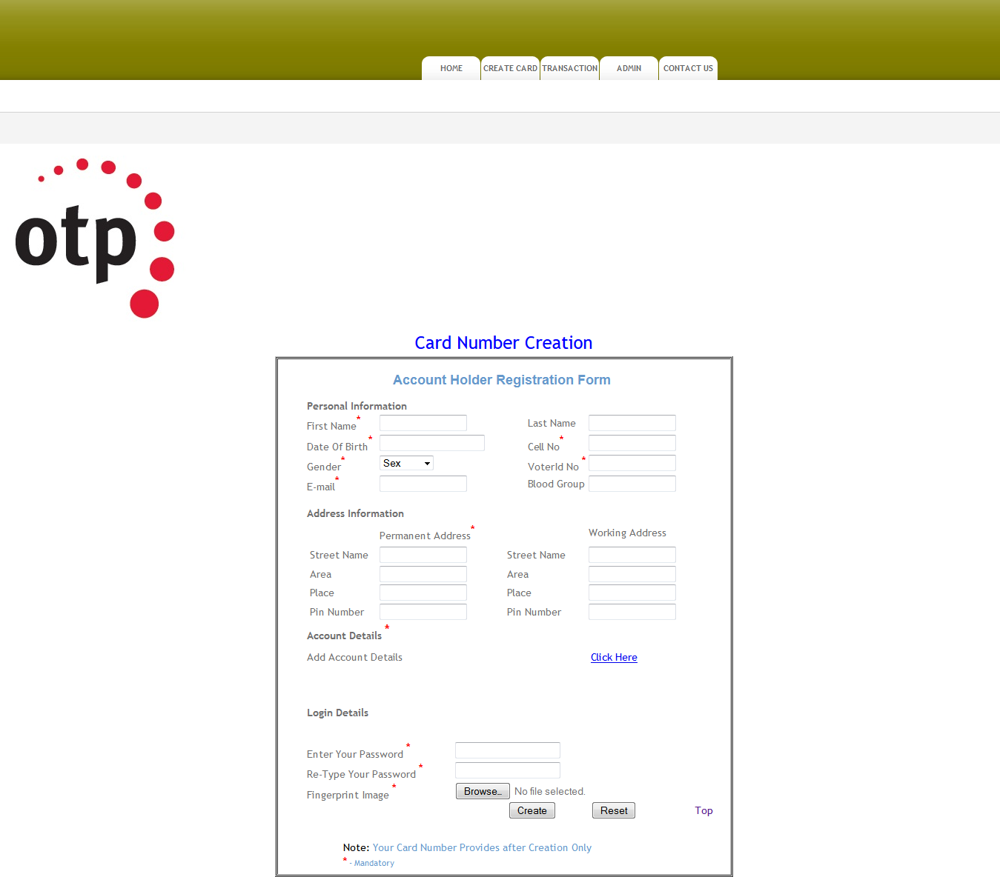 HOME CREATE CARD TRANSACTION ADMIN CONTACT US
otp
Card Number Creation
Account Holder Registration Form
Personal Information
First Name* Last Name
Date Of Birth* Cell No*
Gender* Sex VoterId No *
E-mail* Blood Group
Address Information
Permanent Address* Working Address
Street Name Street Name
Area Area
Place Place
Pin Number Pin Number
Account Details *
Add Account Details Click Here
Login Details
Enter Your Password *
Re-Type Your Password *
Fingerprint Image * Browse... No file selected.
Create Reset Top
Note: Your Card Number Provides after Creation Only
* - Mandatory